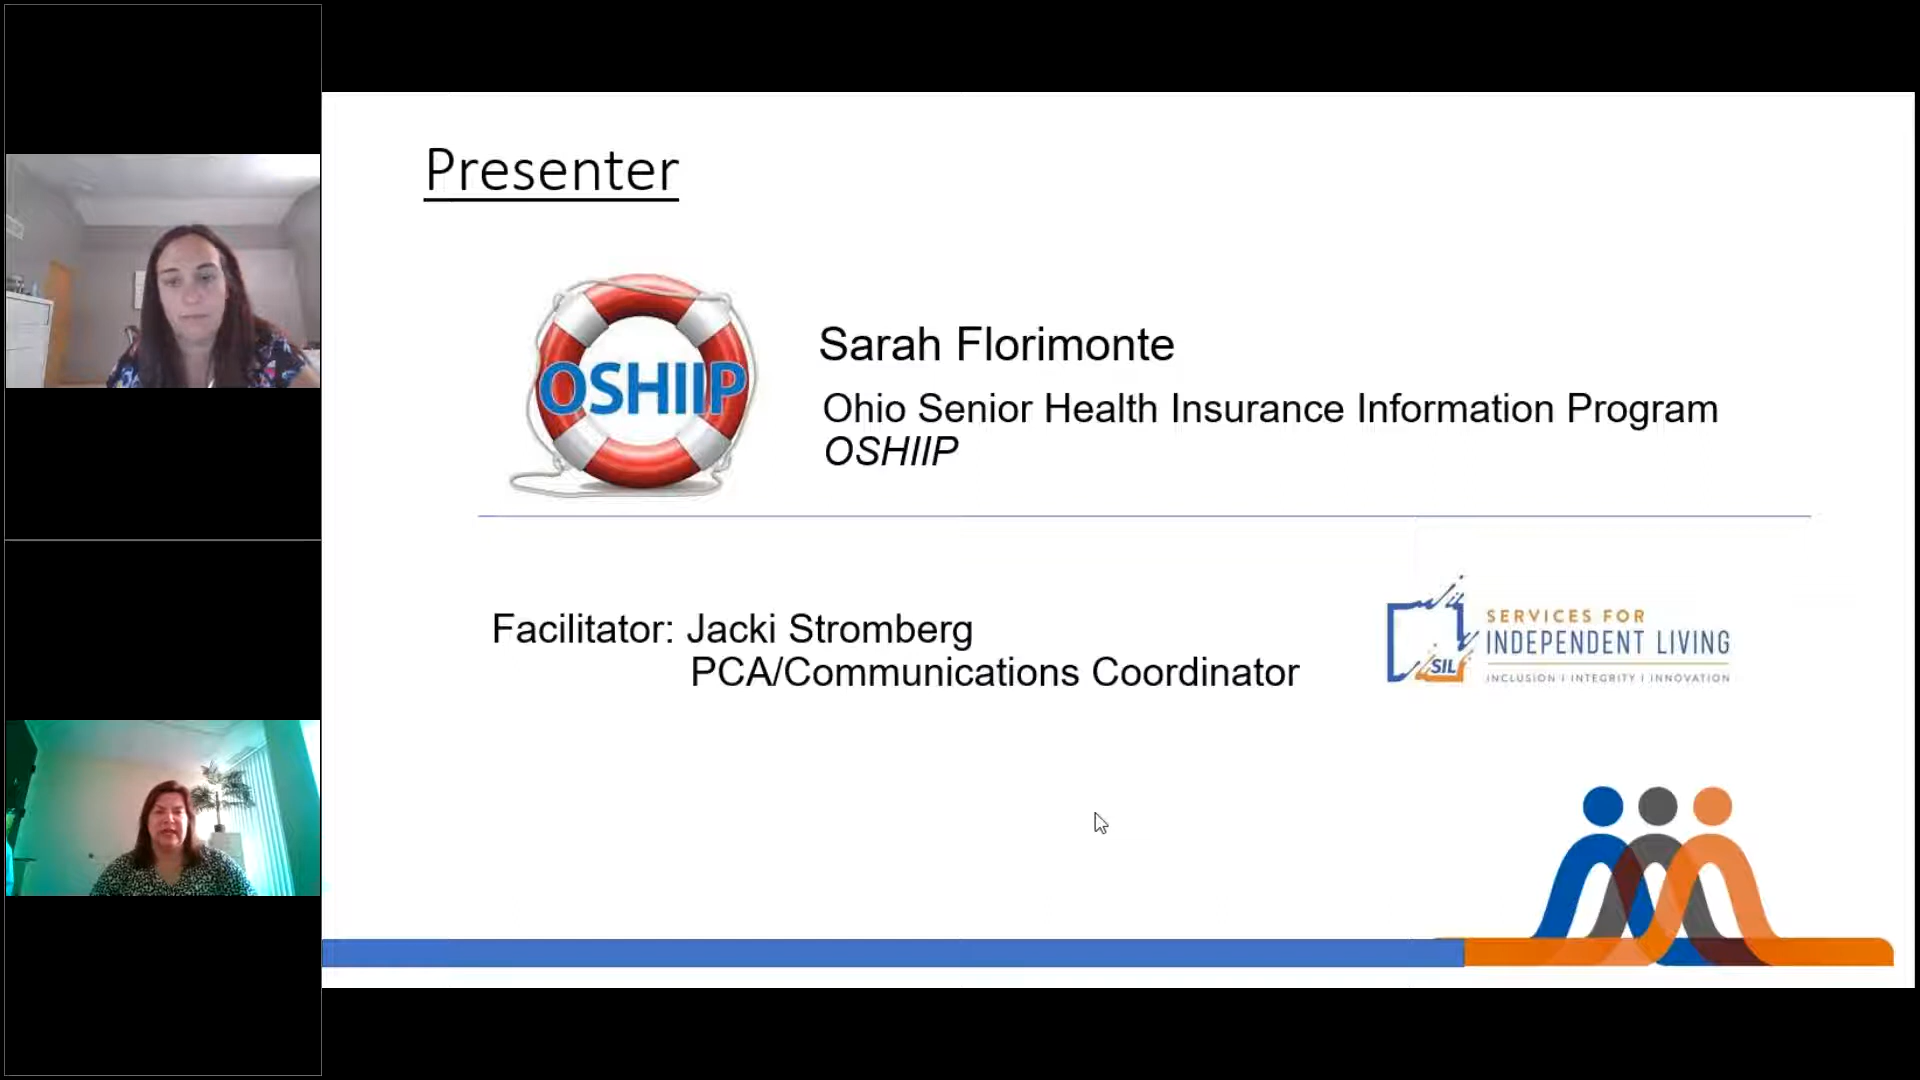 Presenter
OSHIIP
Sarah Florimonte
Ohio Senior Health Insurance Information Program
OSHIIP
Facilitator: Jacki Stromberg
PCA/Communications Coordinator
SIL
SERVICES FOR
INDEPENDENT LIVING
INCLUSION | INTEGRITY | INNOVATION